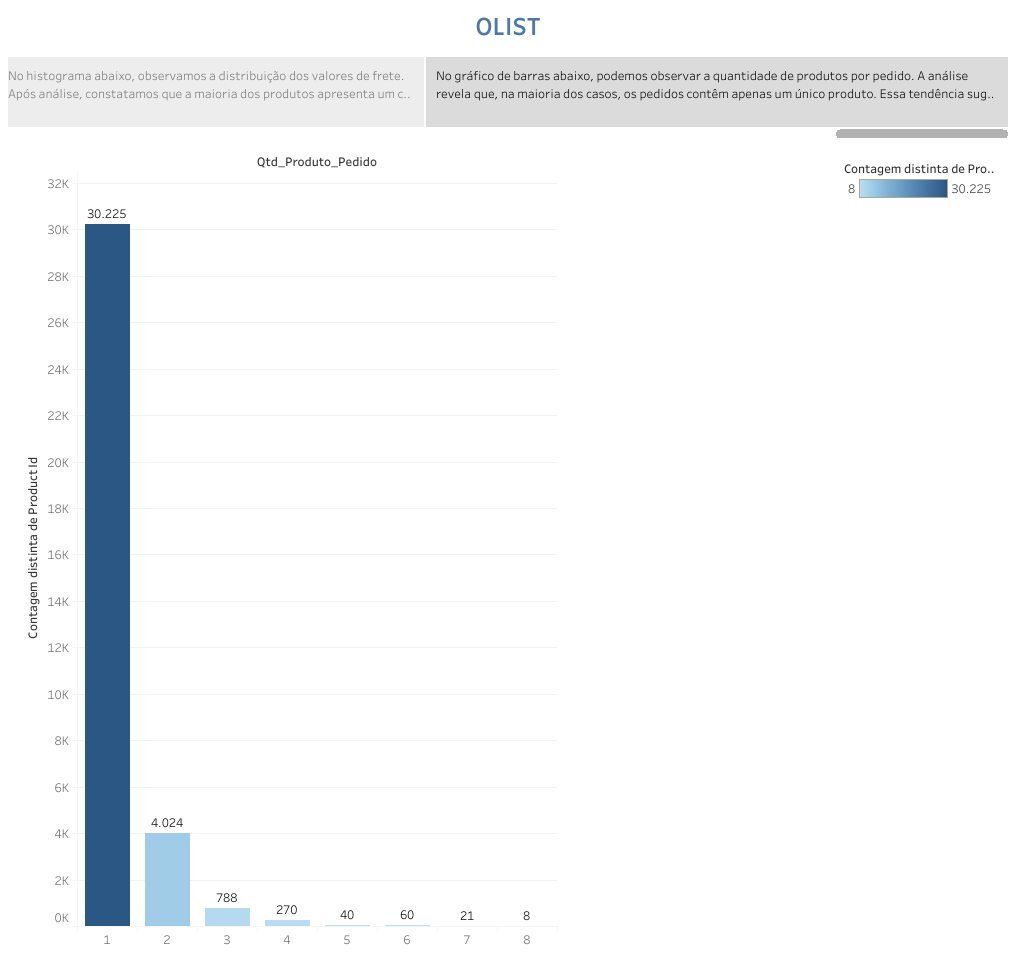 OLIST
No histograma abaixo, observamos a distribuição dos valores de frete.
Após análise, constatamos que a maioria dos produtos apresenta um c..
No gráfico de barras abaixo, podemos observar a quantidade de produtos por pedido. A análise
revela que, na maioria dos casos, os pedidos contêm apenas um único produto. Essa tendência sug..
Qtd_Produto_Pedido
Contagem distinta de Pro..
8
30.225
Contagem distinta de Product Id
32K
30K
28K
26K
24K
22K
20K
18K
16K
14K
12K
10K
8K
6K
4K
2K
0K
30.225
4.024
788
270
40
60
21
8
1
2
3
4
5
6
7
8